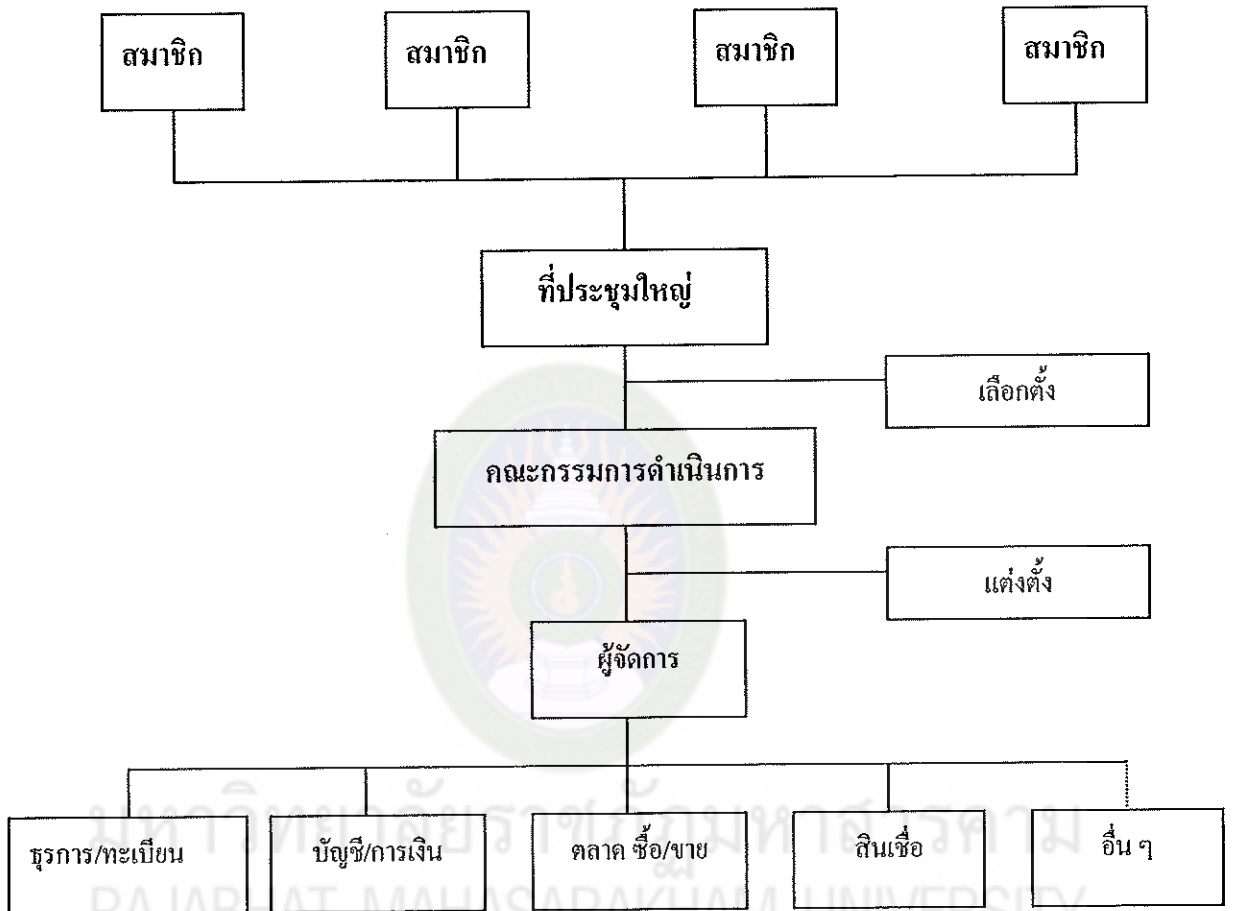 สมาชิก
สมาชิก
สมาชิก
สมาชิก
ที่ประชุมใหญ่
เลือกตั้ง
คณะกรรมการดำเนินการ
แต่งตั้ง
ผู้จัดการ
ธุรการ/ทะเบียน
บัญชี/การเงิน
ตลาด ซื้อ/ขาย
สินเชื่อ
อื่น ๆ
มหาวิทยาลัยราชภัฏมหาสารคาม
RAJABHAT MAHASARAKHAM UNIVERSITY